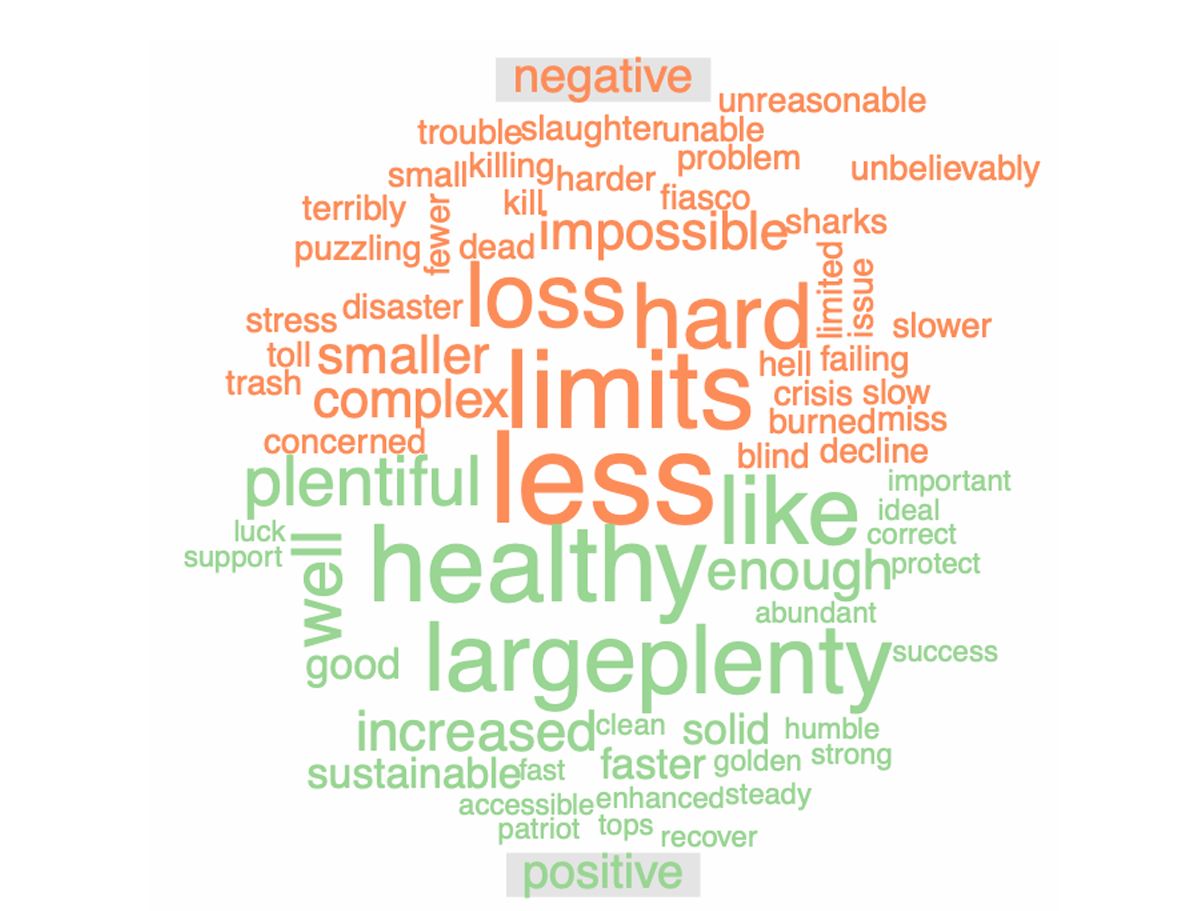 negative
unreasonable
trouble slaughter unable
small killing harder problem unbelievably
terribly fewer kill fiasco
puzzling dead impossible sharks
loss hard limited issue
stress disaster slower
toll smaller limits hell failing
trash complex crisis slow
burned miss
concerned less blind decline
plentiful like important
ideal
luck correct
support well healthy enough protect
abundant
good large plenty success
increased clean solid humble
sustainable fast faster golden strong
accessible enhanced steady
patriot tops recover
positive